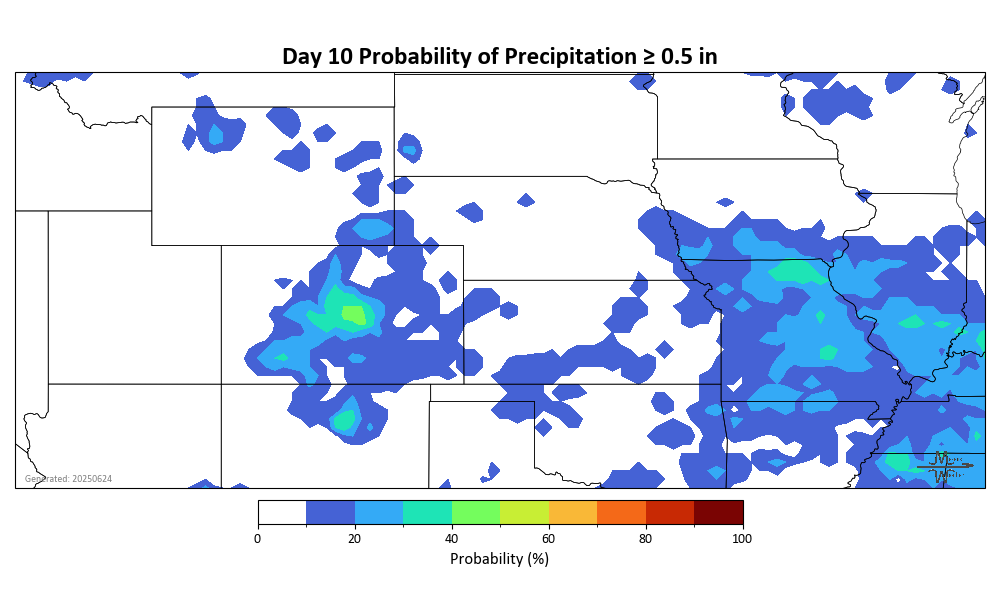 Day 10 Probability of Precipitation ≥ 0.5 in
Generated: 20250624
0 20 40 60 80 100
Probability (%)